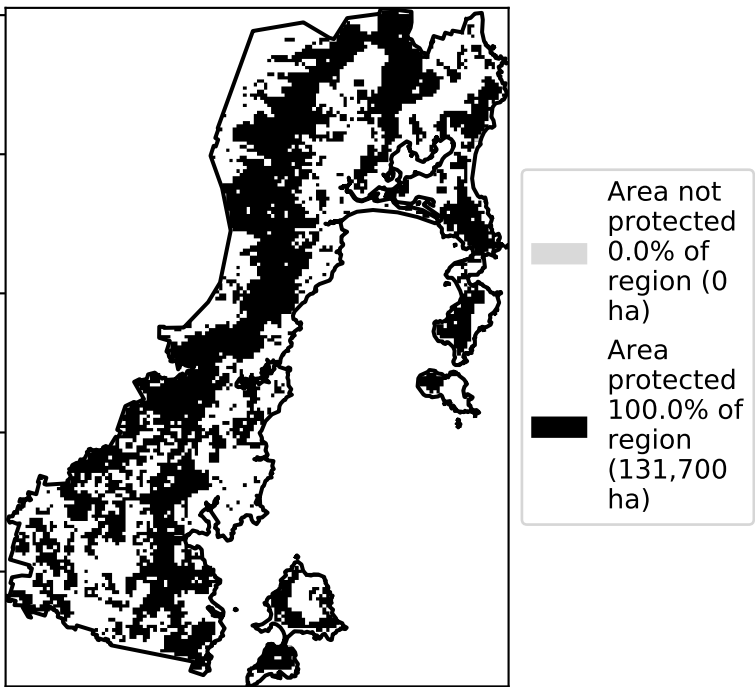 Area not
protected
0.0% of
region (0
ha)
Area
protected
100.0% of
region
(131,700
ha)